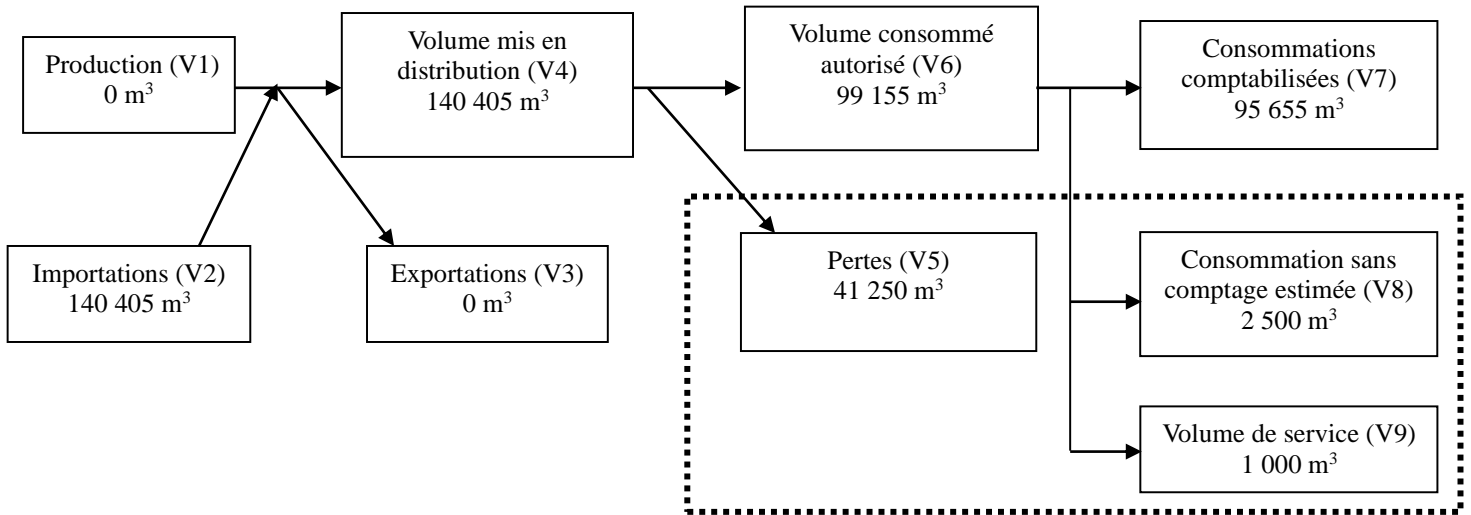 Production (V1)
0 m³
Volume mis en
distribution (V4)
140 405 m³
Volume consommé
autorisé (V6)
99 155 m³
Consommations
comptabilisées (V7)
95 655 m³
Importations (V2)
140 405 m³
Exportations (V3)
0 m³
Pertes (V5)
41 250 m³
Consommation sans
comptage estimée (V8)
2 500 m³
Volume de service (V9)
1 000 m³